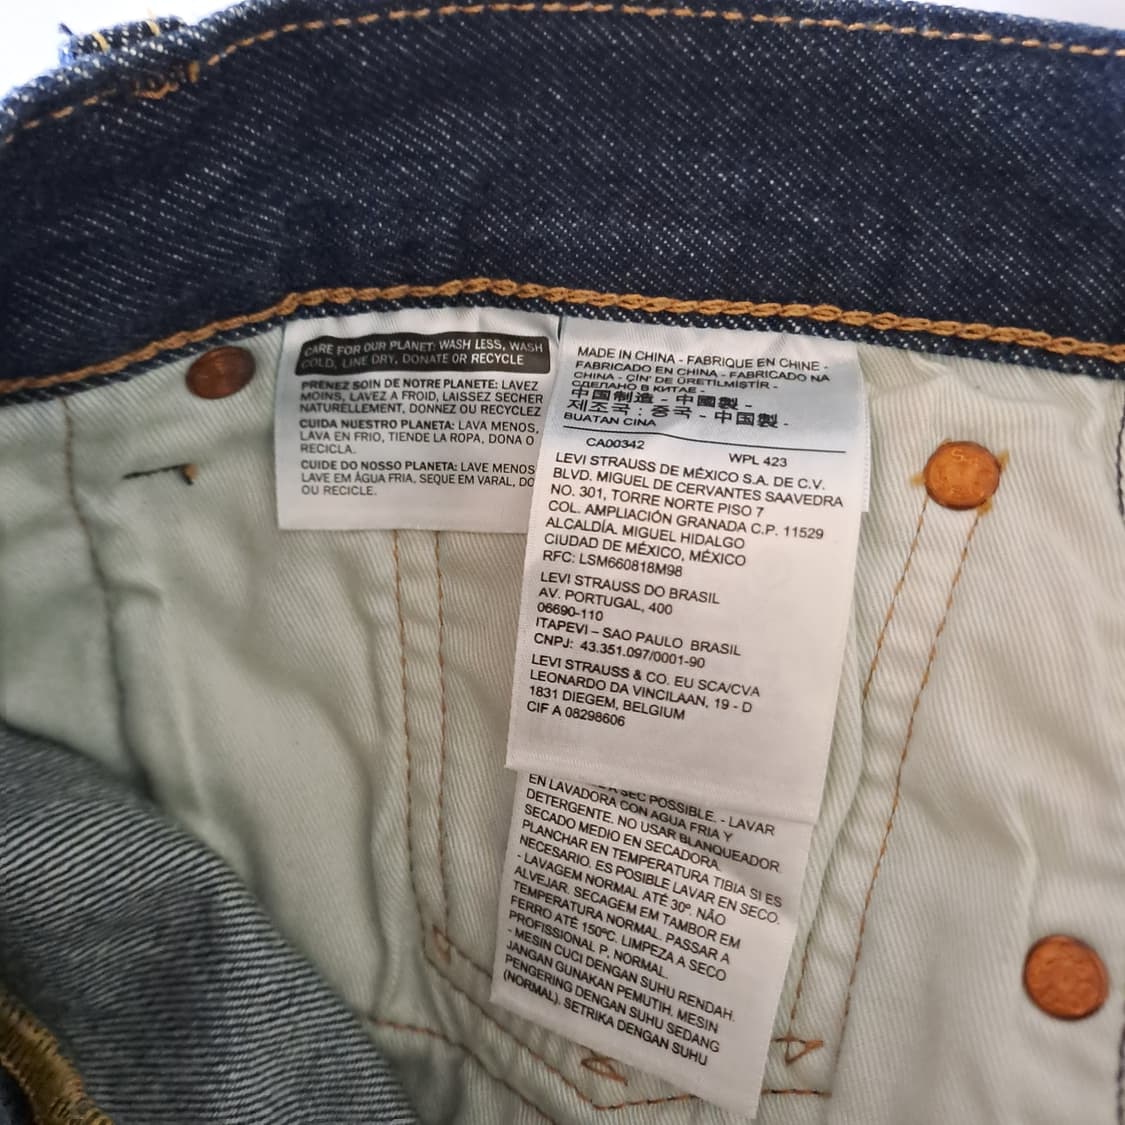 CARE FOR OUR PLANET: WASH LESS, WASH
COLD, LINE DRY, DONATE OR RECYCLE
PRENEZ SOIN DE NOTRE PLANETE: LAVEZ
MOINS, LAVEZ A FROID, LAISSEZ SECHER
NATURELLEMENT, DONNEZ OU RECYCLEZ
CUIDA NUESTRO PLANETA: LAVA MENOS,
LAVA EN FRIO, TIENDE LA ROPA, DONA O
RECICLA.
CUIDE DO NOSSO PLANETA: LAVE MENOS
LAVE EM ÁGUA FRIA, SEQUE EM VARAL, DO
OU RECICLE.
MADE IN CHINA - FABRIQUE EN CHINE -
FABRICADO EN CHINA - FABRICADO NA
CHINA - ÇIN' DE ÜRETILMIŞTIR -
СДЕЛАНО В КИТАЕ -
中国制造 - 中國製 -
제조국 : 중국 - 中国製 -
BUATAN CINA
CA00342 WPL 423
LEVI STRAUSS DE MÉXICO S.A. DE C.V.
BLVD. MIGUEL DE CERVANTES SAAVEDRA
NO. 301, TORRE NORTE PISO 7
COL. AMPLIACIÓN GRANADA C.P. 11529
ALCALDÍA. MIGUEL HIDALGO
CIUDAD DE MÉXICO, MÉXICO
RFC: LSM660818M98
LEVI STRAUSS DO BRASIL
AV. PORTUGAL, 400
06690-110
ITAPEVI – SAO PAULO BRASIL
CNPJ: 43.351.097/0001-90
LEVI STRAUSS & CO. EU SCA/CVA
LEONARDO DA VINCILAAN, 19 - D
1831 DIEGEM, BELGIUM
CIF A 08298606
A SEC POSSIBLE. - LAVAR
EN LAVADORA CON AGUA FRIA Y
DETERGENTE. NO USAR BLANQUEADOR.
SECADO MEDIO EN SECADORA.
PLANCHAR EN TEMPERATURA TIBIA SI ES
NECESARIO. ES POSIBLE LAVAR EN SECO.
- LAVAGEM NORMAL ATÉ 30º. NÃO
ALVEJAR. SECAGEM EM TAMBOR EM
TEMPERATURA NORMAL. PASSAR A
FERRO ATÉ 150ºC. LIMPEZA A SECO
PROFISSIONAL P, NORMAL.
- MESIN CUCI DENGAN SUHU RENDAH.
JANGAN GUNAKAN PEMUTIH. MESIN
PENGERING DENGAN SUHU SEDANG
(NORMAL). SETRIKA DENGAN SUHU